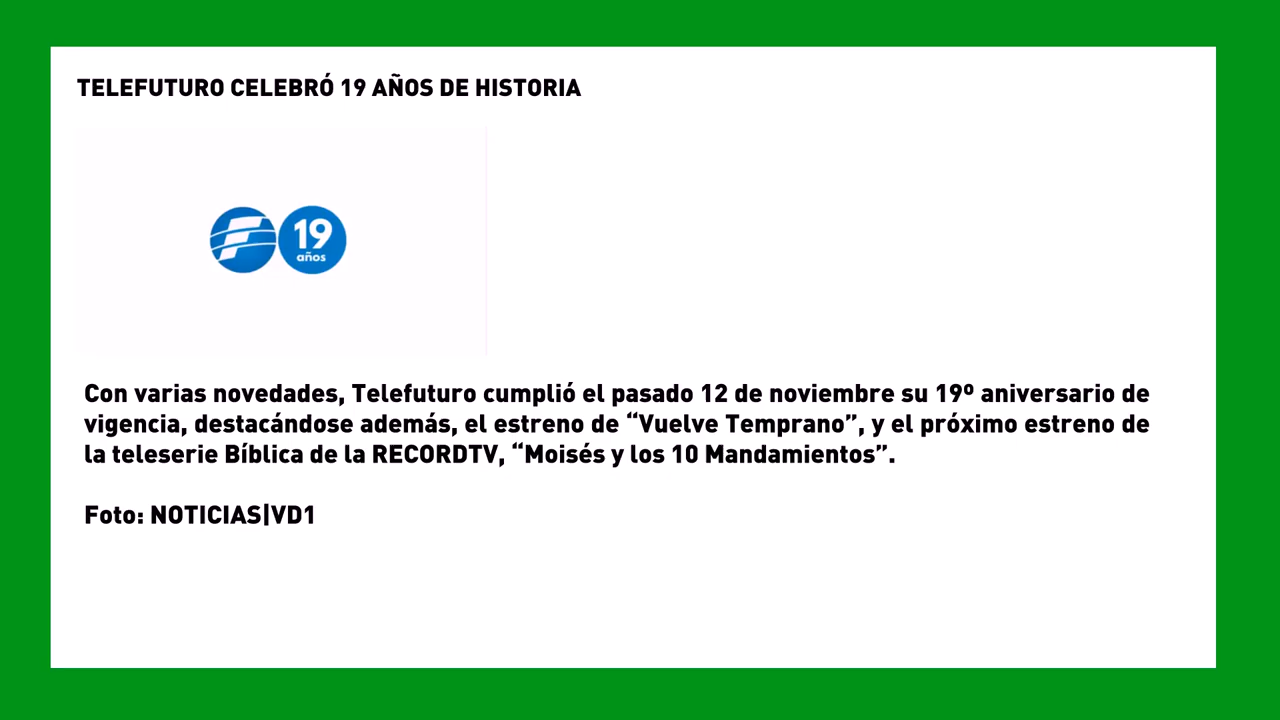 TELEFUTURO CELEBRÓ 19 AÑOS DE HISTORIA
19
años
Con varias novedades, Telefuturo cumplió el pasado 12 de noviembre su 19º aniversario de
vigencia, destacándose además, el estreno de “Vuelve Temprano”, y el próximo estreno de
la teleserie Bíblica de la RECORDTV, “Moisés y los 10 Mandamientos”.
Foto: NOTICIAS|VD1